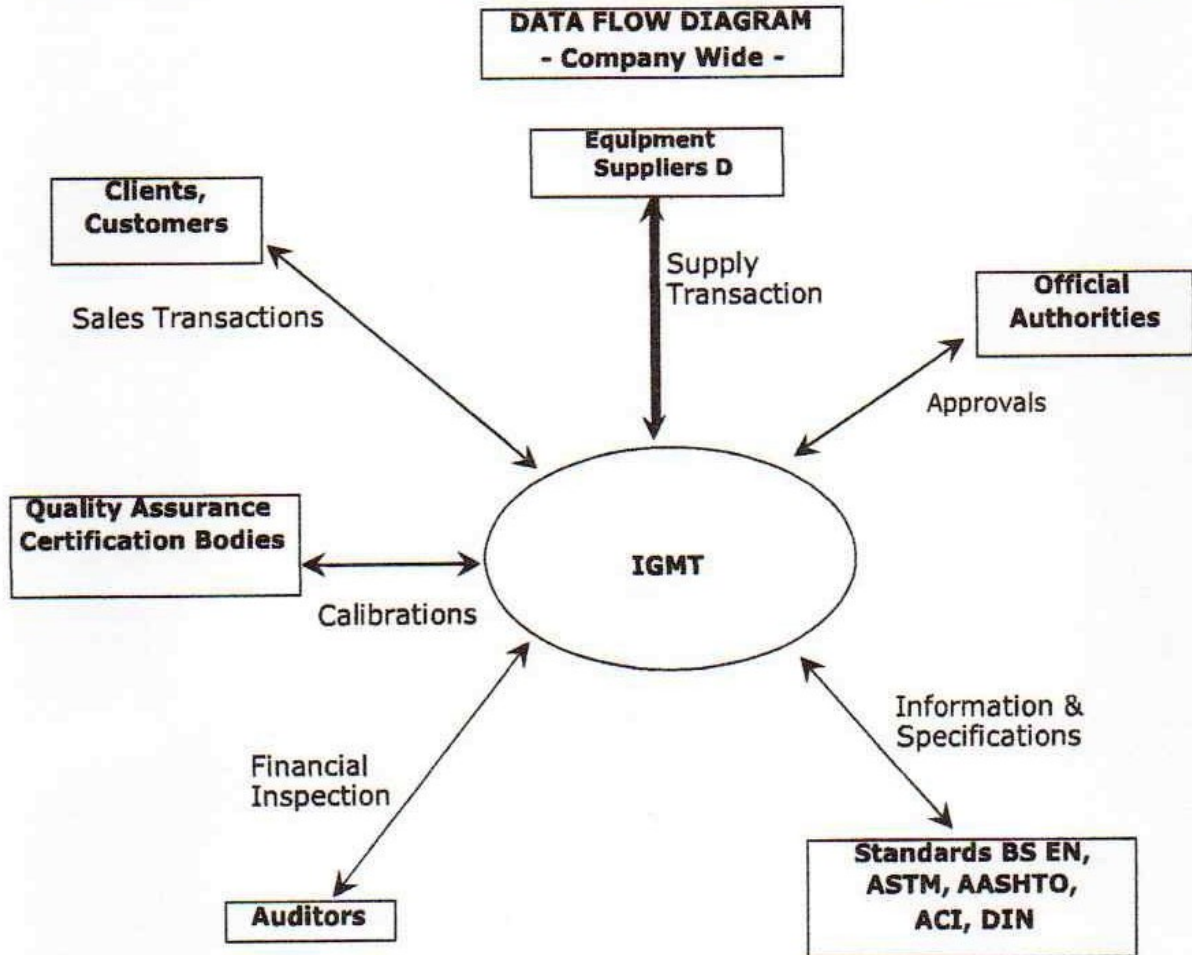 DATA FLOW DIAGRAM
- Company Wide -
Equipment
Suppliers D
Clients,
Customers
Supply
Transaction
Official
Authorities
Sales Transactions
Approvals
Quality Assurance
Certification Bodies
IGMT
Calibrations
Information &
Specifications
Financial
Inspection
Standards BS EN,
ASTM, AASHTO,
ACI, DIN
Auditors